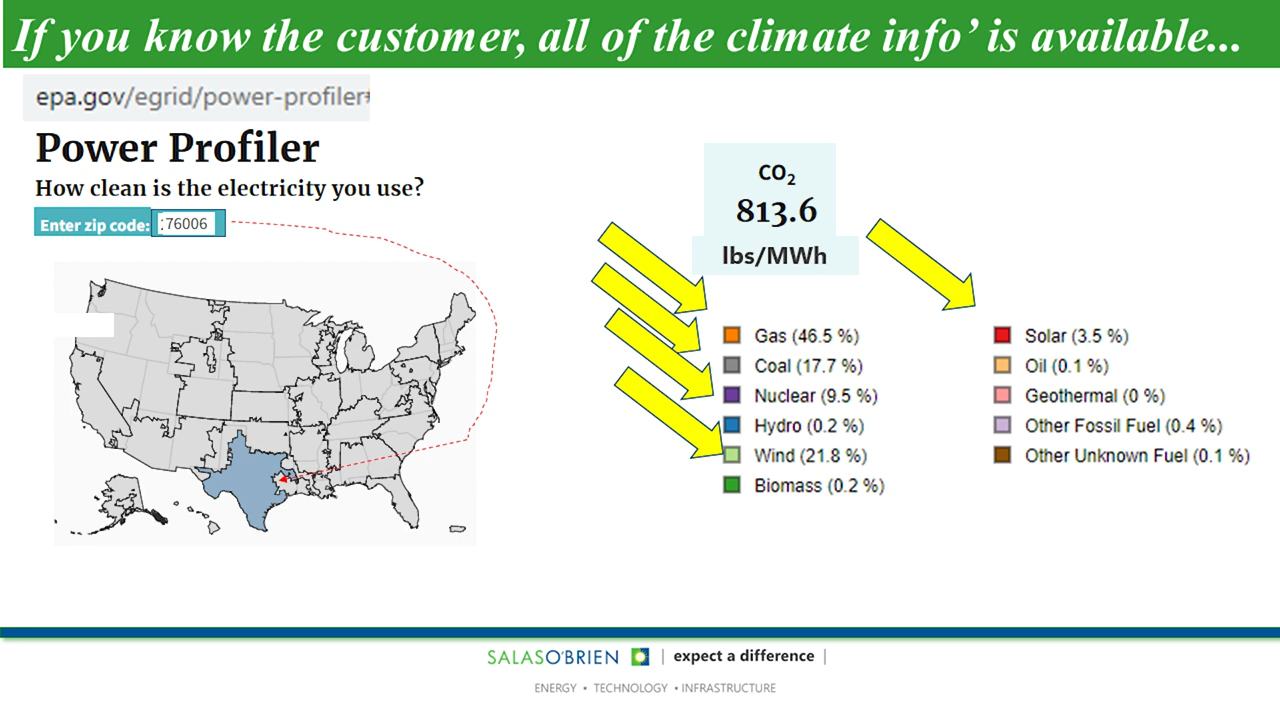 If you know the customer, all of the climate info’ is available...
epa.gov/egrid/power-profiler
Power Profiler
How clean is the electricity you use?
Enter zip code: 76006
CO₂
813.6
lbs/MWh
Gas (46.5 %)
Coal (17.7 %)
Nuclear (9.5 %)
Hydro (0.2 %)
Wind (21.8 %)
Biomass (0.2 %)
Solar (3.5 %)
Oil (0.1 %)
Geothermal (0 %)
Other Fossil Fuel (0.4 %)
Other Unknown Fuel (0.1 %)
SALASO'BRIEN | expect a difference |
ENERGY • TECHNOLOGY • INFRASTRUCTURE